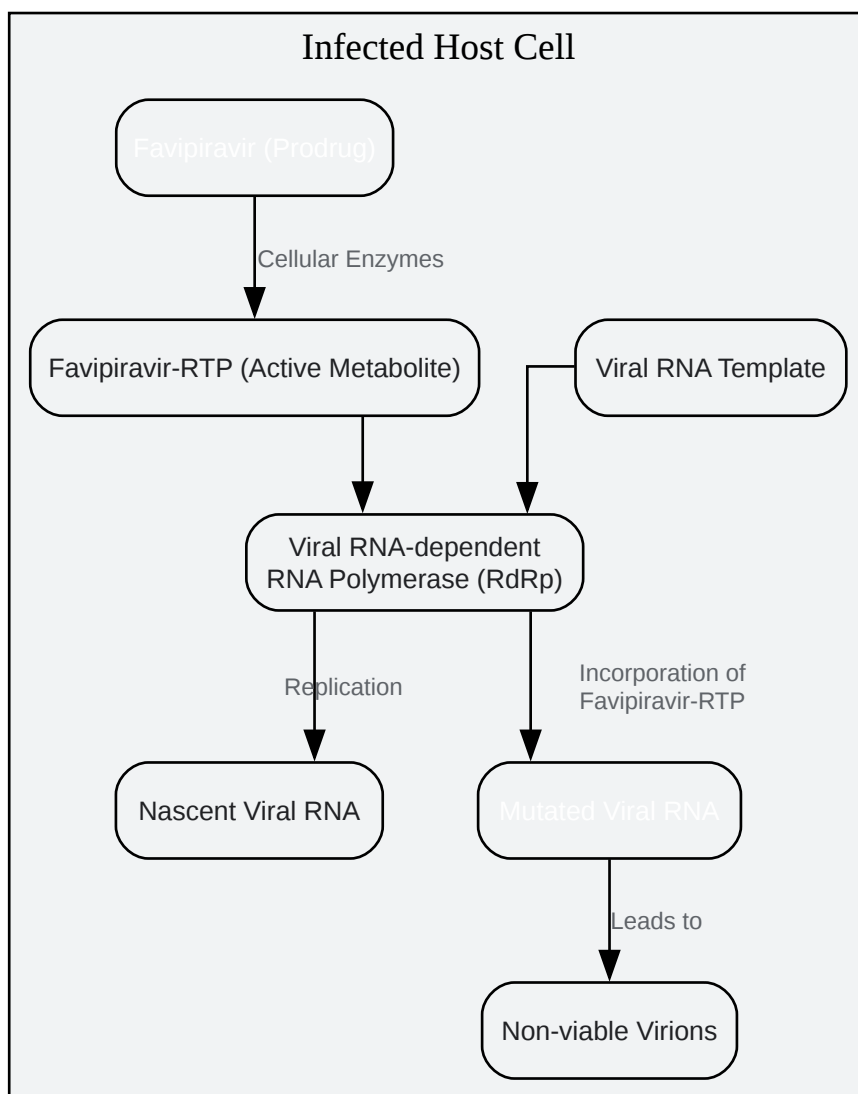 Infected Host Cell
Favipiravir (Prodrug)
Cellular Enzymes
Favipiravir-RTP (Active Metabolite)
Viral RNA Template
Viral RNA-dependent
RNA Polymerase (RdRp)
Replication
Incorporation of
Favipiravir-RTP
Nascent Viral RNA
Mutated Viral RNA
Leads to
Non-viable Virions